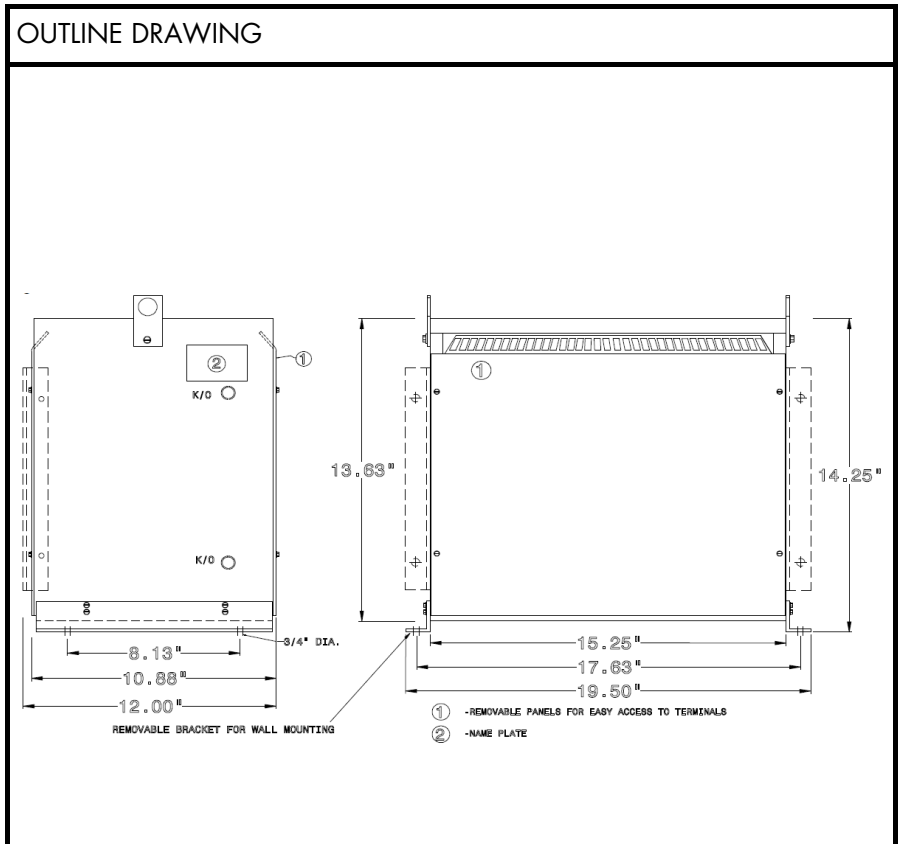 OUTLINE DRAWING
②
①
K/O
①
13.63"
14.25"
K/O
3/4" DIA.
8.13"
15.25"
10.88"
17.63"
12.00"
19.50"
REMOVABLE BRACKET FOR WALL MOUNTING
① -REMOVABLE PANELS FOR EASY ACCESS TO TERMINALS
② -NAME PLATE